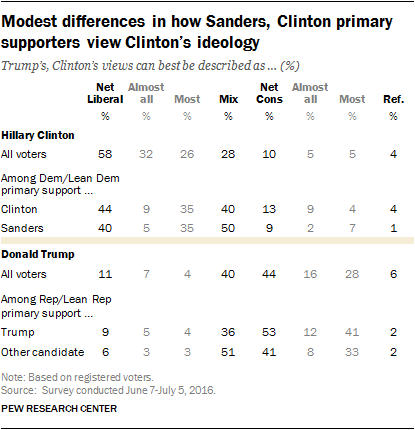 Modest differences in how Sanders, Clinton primary
supporters view Clinton's ideology
Trump's, Clinton's views can best be described as ... (%)
Net Liberal Almost all Most Mix Net Cons Almost all Most Ref.
% % % % % % % %
Hillary Clinton
All voters 58 32 26 28 10 5 5 4
Among Dem/Lean Dem
primary support ...
Clinton 44 9 35 40 13 9 4 4
Sanders 40 5 35 50 9 2 7 1
Donald Trump
All voters 11 7 4 40 44 16 28 6
Among Rep/Lean Rep
primary support ...
Trump 9 5 4 36 53 12 41 2
Other candidate 6 3 3 51 41 8 33 2
Note: Based on registered voters.
Source: Survey conducted June 7-July 5, 2016.
PEW RESEARCH CENTER